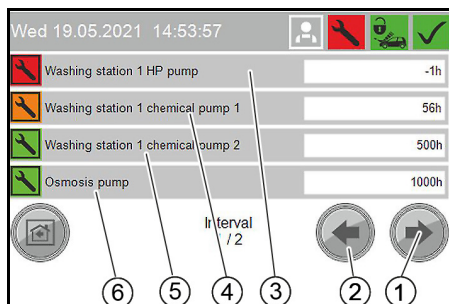 Wed 19.05.2021 14:53:57
Washing station 1 HP pump -1h
Washing station 1 chemical pump 1 56h
Washing station 1 chemical pump 2 500h
Osmosis pump 1000h
Interval
/ 2
6 5 4 3 2 1